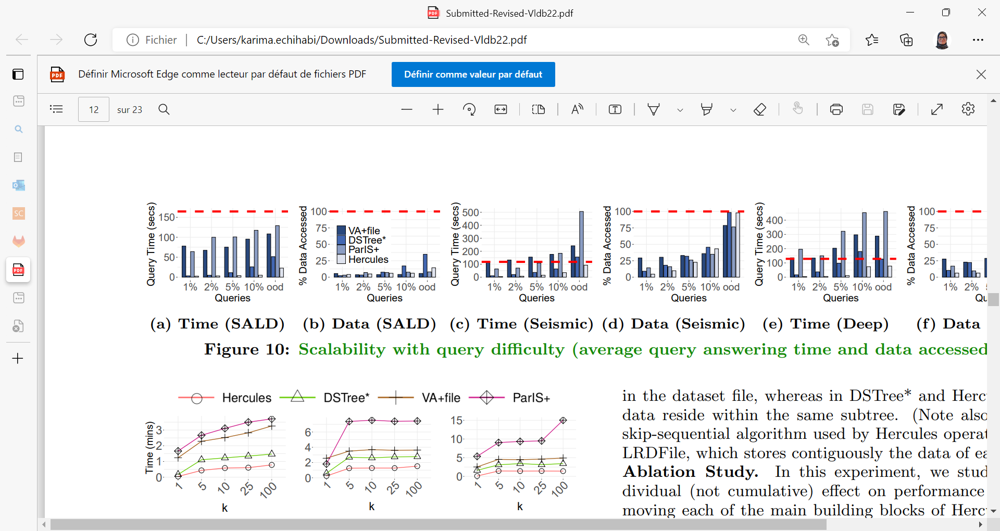 Submitted-Revised-Vldb22.pdf
Fichier C:/Users/karima.echihabi/Downloads/Submitted-Revised-Vldb22.pdf
PDF Définir Microsoft Edge comme lecteur par défaut de fichiers PDF Définir comme valeur par défaut
12 sur 23
Query Time (secs) 150 100 50 0 1% 2% 5% 10% ood Queries
% Data Accessed 100 75 50 25 0 1% 2% 5% 10% ood Queries
VA+file
DSTree*
ParIS+
Hercules
Query Time (secs) 500 400 300 200 100 0 1% 2% 5% 10% ood Queries
% Data Accessed 100 75 50 25 0 1% 2% 5% 10% ood Queries
Query Time (secs) 400 300 200 100 0 1% 2% 5% 10% ood Queries
% Data Accessed 100 75 50 25 0 1% 2% Qu
(a) Time (SALD) (b) Data (SALD) (c) Time (Seismic) (d) Data (Seismic) (e) Time (Deep) (f) Data
Figure 10: Scalability with query difficulty (average query answering time and data accessed
Hercules DSTree* VA+file ParIS+
Time (mins) 3 2 1 0 1 5 10 25 100 k
6 4 2 0 1 5 10 25 100 k
15 10 5 0 1 5 10 25 100 k
in the dataset file, whereas in DSTree* and Herc
data reside within the same subtree. (Note also
skip-sequential algorithm used by Hercules operat
LRDFile, which stores contiguously the data of ea
Ablation Study. In this experiment, we stud
dividual (not cumulative) effect on performance
moving each of the main building blocks of Herc